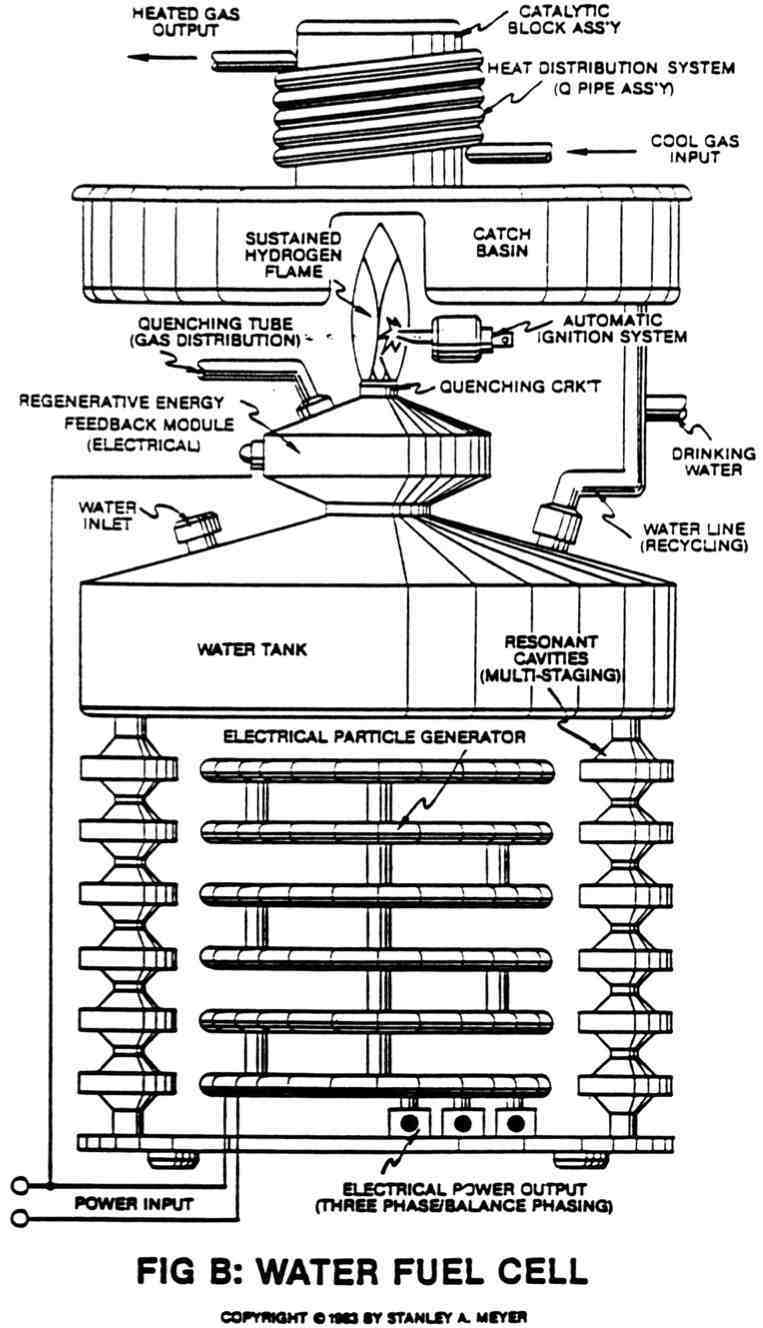 HEATED GAS
OUTPUT
CATALYTIC
BLOCK ASS'Y
HEAT DISTRIBUTION SYSTEM
(Q PIPE ASS'Y)
COOL GAS
INPUT
SUSTAINED
HYDROGEN
FLAME
CATCH
BASIN
QUENCHING TUBE
(GAS DISTRIBUTION)
AUTOMATIC
IGNITION SYSTEM
QUENCHING CRK'T
REGENERATIVE ENERGY
FEEDBACK MODULE
(ELECTRICAL)
DRINKING
WATER
WATER
INLET
WATER LINE
(RECYCLING)
WATER TANK
RESONANT
CAVITIES
(MULTI-STAGING)
ELECTRICAL PARTICLE GENERATOR
POWER INPUT
ELECTRICAL POWER OUTPUT
(THREE PHASE/BALANCE PHASING)
FIG B: WATER FUEL CELL
COPYRIGHT © 1983 BY STANLEY A. MEYER